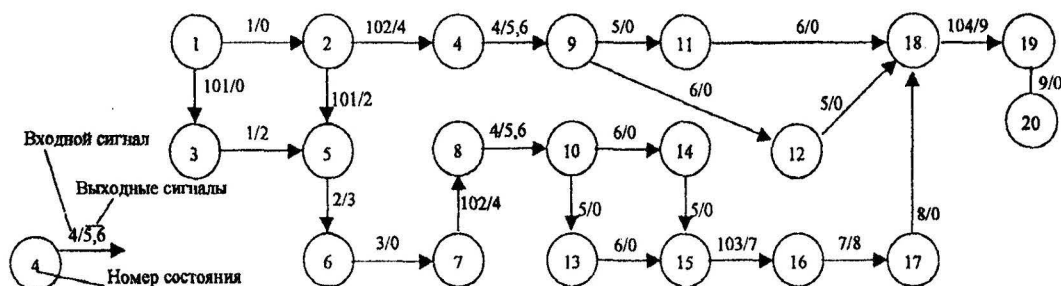 1 1/0 2 102/4 4 4/5,6 9 5/0 11 6/0 18 104/9 19
101/0 101/2 6/0 5/0 9/0
3 1/2 5 8 4/5,6 10 6/0 14 12 20
Входной сигнал
Выходные сигналы
2/3 102/4 5/0 5/0 8/0
4/5,6
4 6 3/0 7 13 6/0 15 103/7 16 7/8 17
Номер состояния